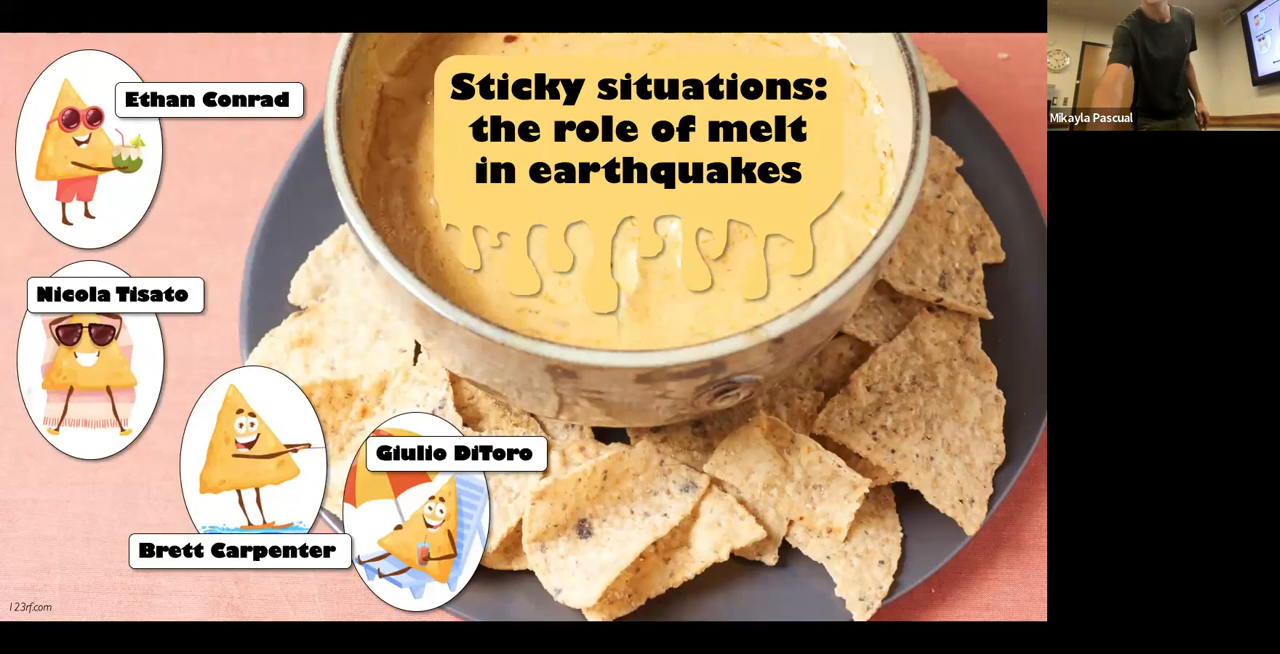 Sticky situations:
the role of melt
in earthquakes
Ethan Conrad
Nicola Tisato
Brett Carpenter
Giulio DiToro
123rf.com
Mikayla Pascual